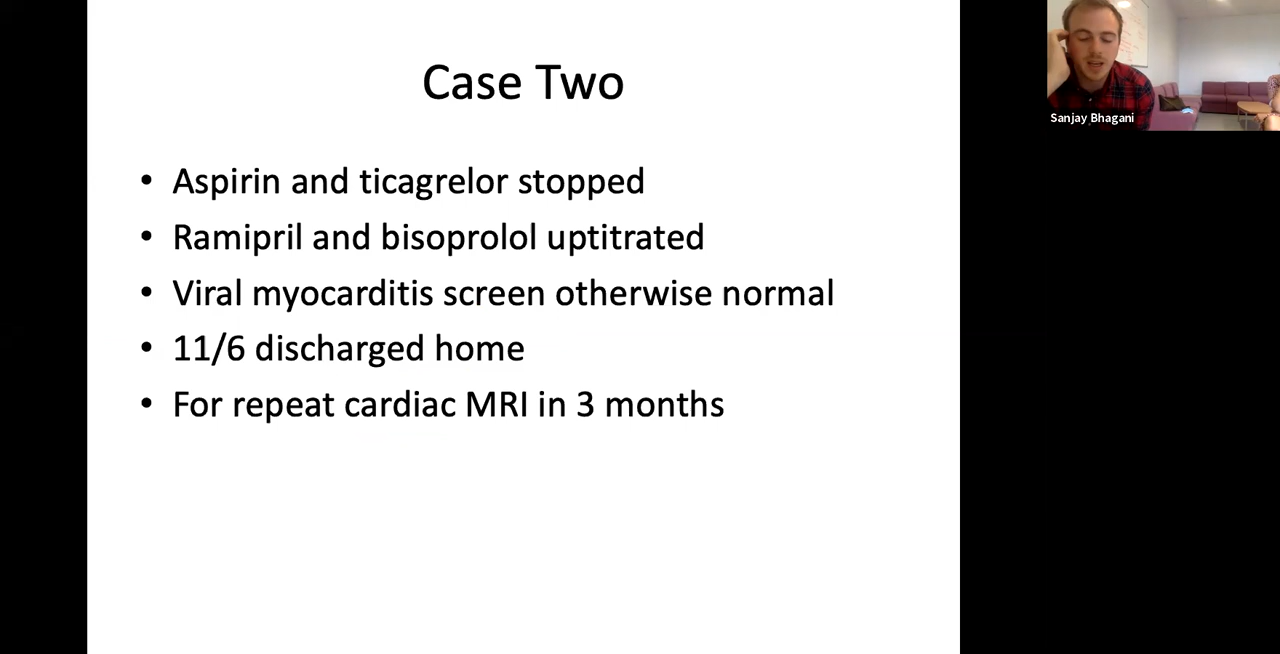 Case Two
• Aspirin and ticagrelor stopped
• Ramipril and bisoprolol uptitrated
• Viral myocarditis screen otherwise normal
• 11/6 discharged home
• For repeat cardiac MRI in 3 months
Sanjay Bhagani